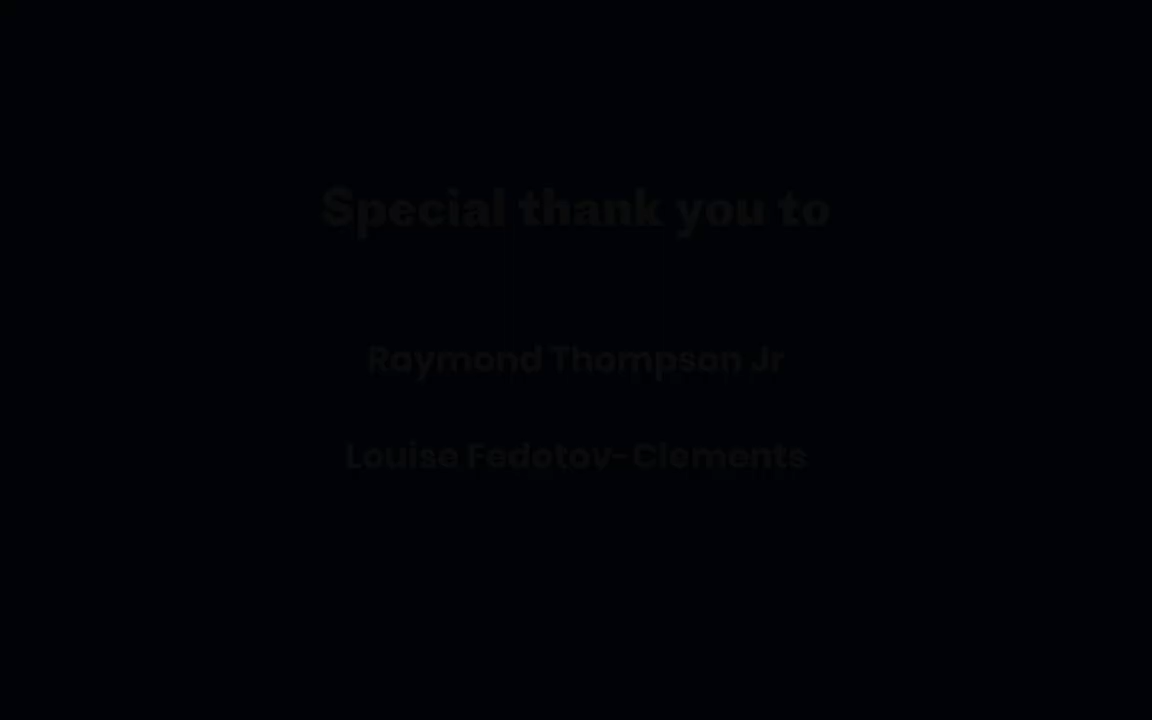 Special thank you to
Raymond Thompson Jr
Louise Fedotov-Clements